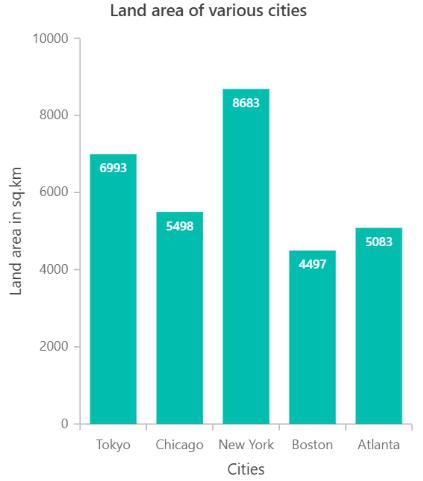 Land area of various cities
10000
8000
6000
4000
2000
0
Land area in sq.km
6993
5498
8683
4497
5083
Tokyo Chicago New York Boston Atlanta
Cities